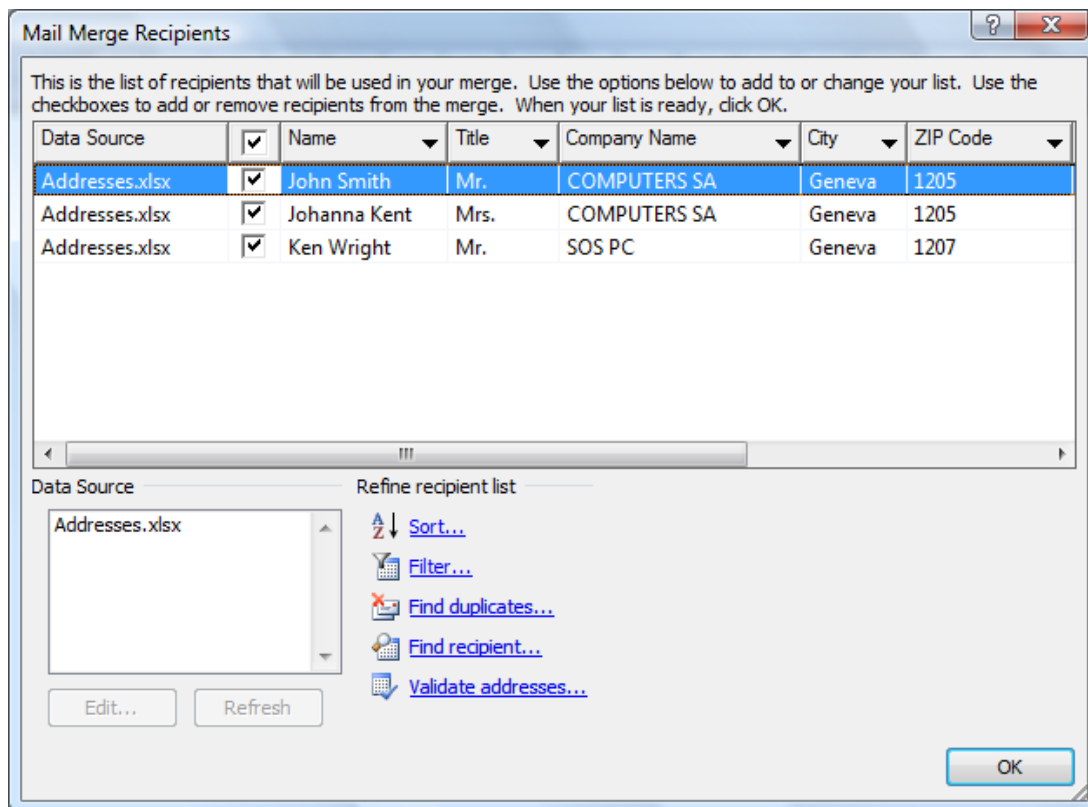 Mail Merge Recipients
This is the list of recipients that will be used in your merge. Use the options below to add to or change your list. Use the
checkboxes to add or remove recipients from the merge. When your list is ready, click OK.
Data Source Name Title Company Name City ZIP Code
Addresses.xlsx John Smith Mr. COMPUTERS SA Geneva 1205
Addresses.xlsx Johanna Kent Mrs. COMPUTERS SA Geneva 1205
Addresses.xlsx Ken Wright Mr. SOS PC Geneva 1207
Data Source
Addresses.xlsx
Edit...
Refresh
Refine recipient list
Sort...
Filter...
Find duplicates...
Find recipient...
Validate addresses...
OK